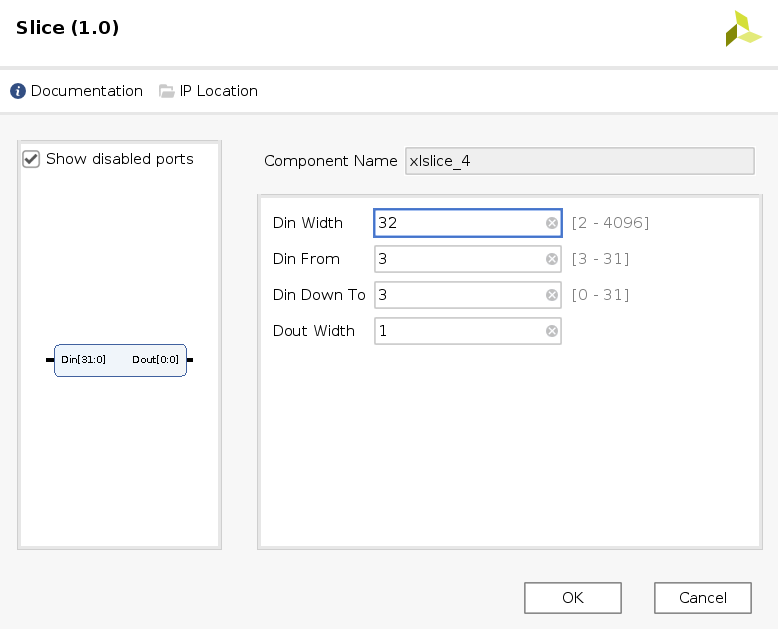 Slice (1.0)
Documentation IP Location
Show disabled ports
Component Name xlslice_4
Din Width 32 [2 - 4096]
Din From 3 [3 - 31]
Din Down To 3 [0 - 31]
Dout Width 1
Din[31:0] Dout[0:0]
OK Cancel